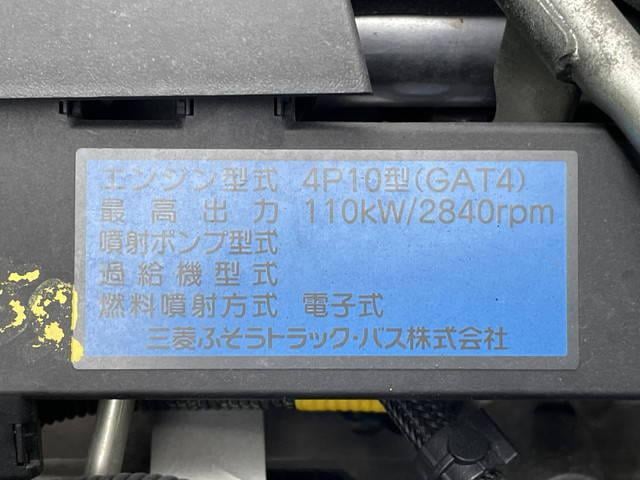 エンジン型式 4P10型(GAT4)
最高出力 110kW/2840rpm
噴射ポンプ型式
過給機型式
燃料噴射方式 電子式
三菱ふそうトラック・バス株式会社